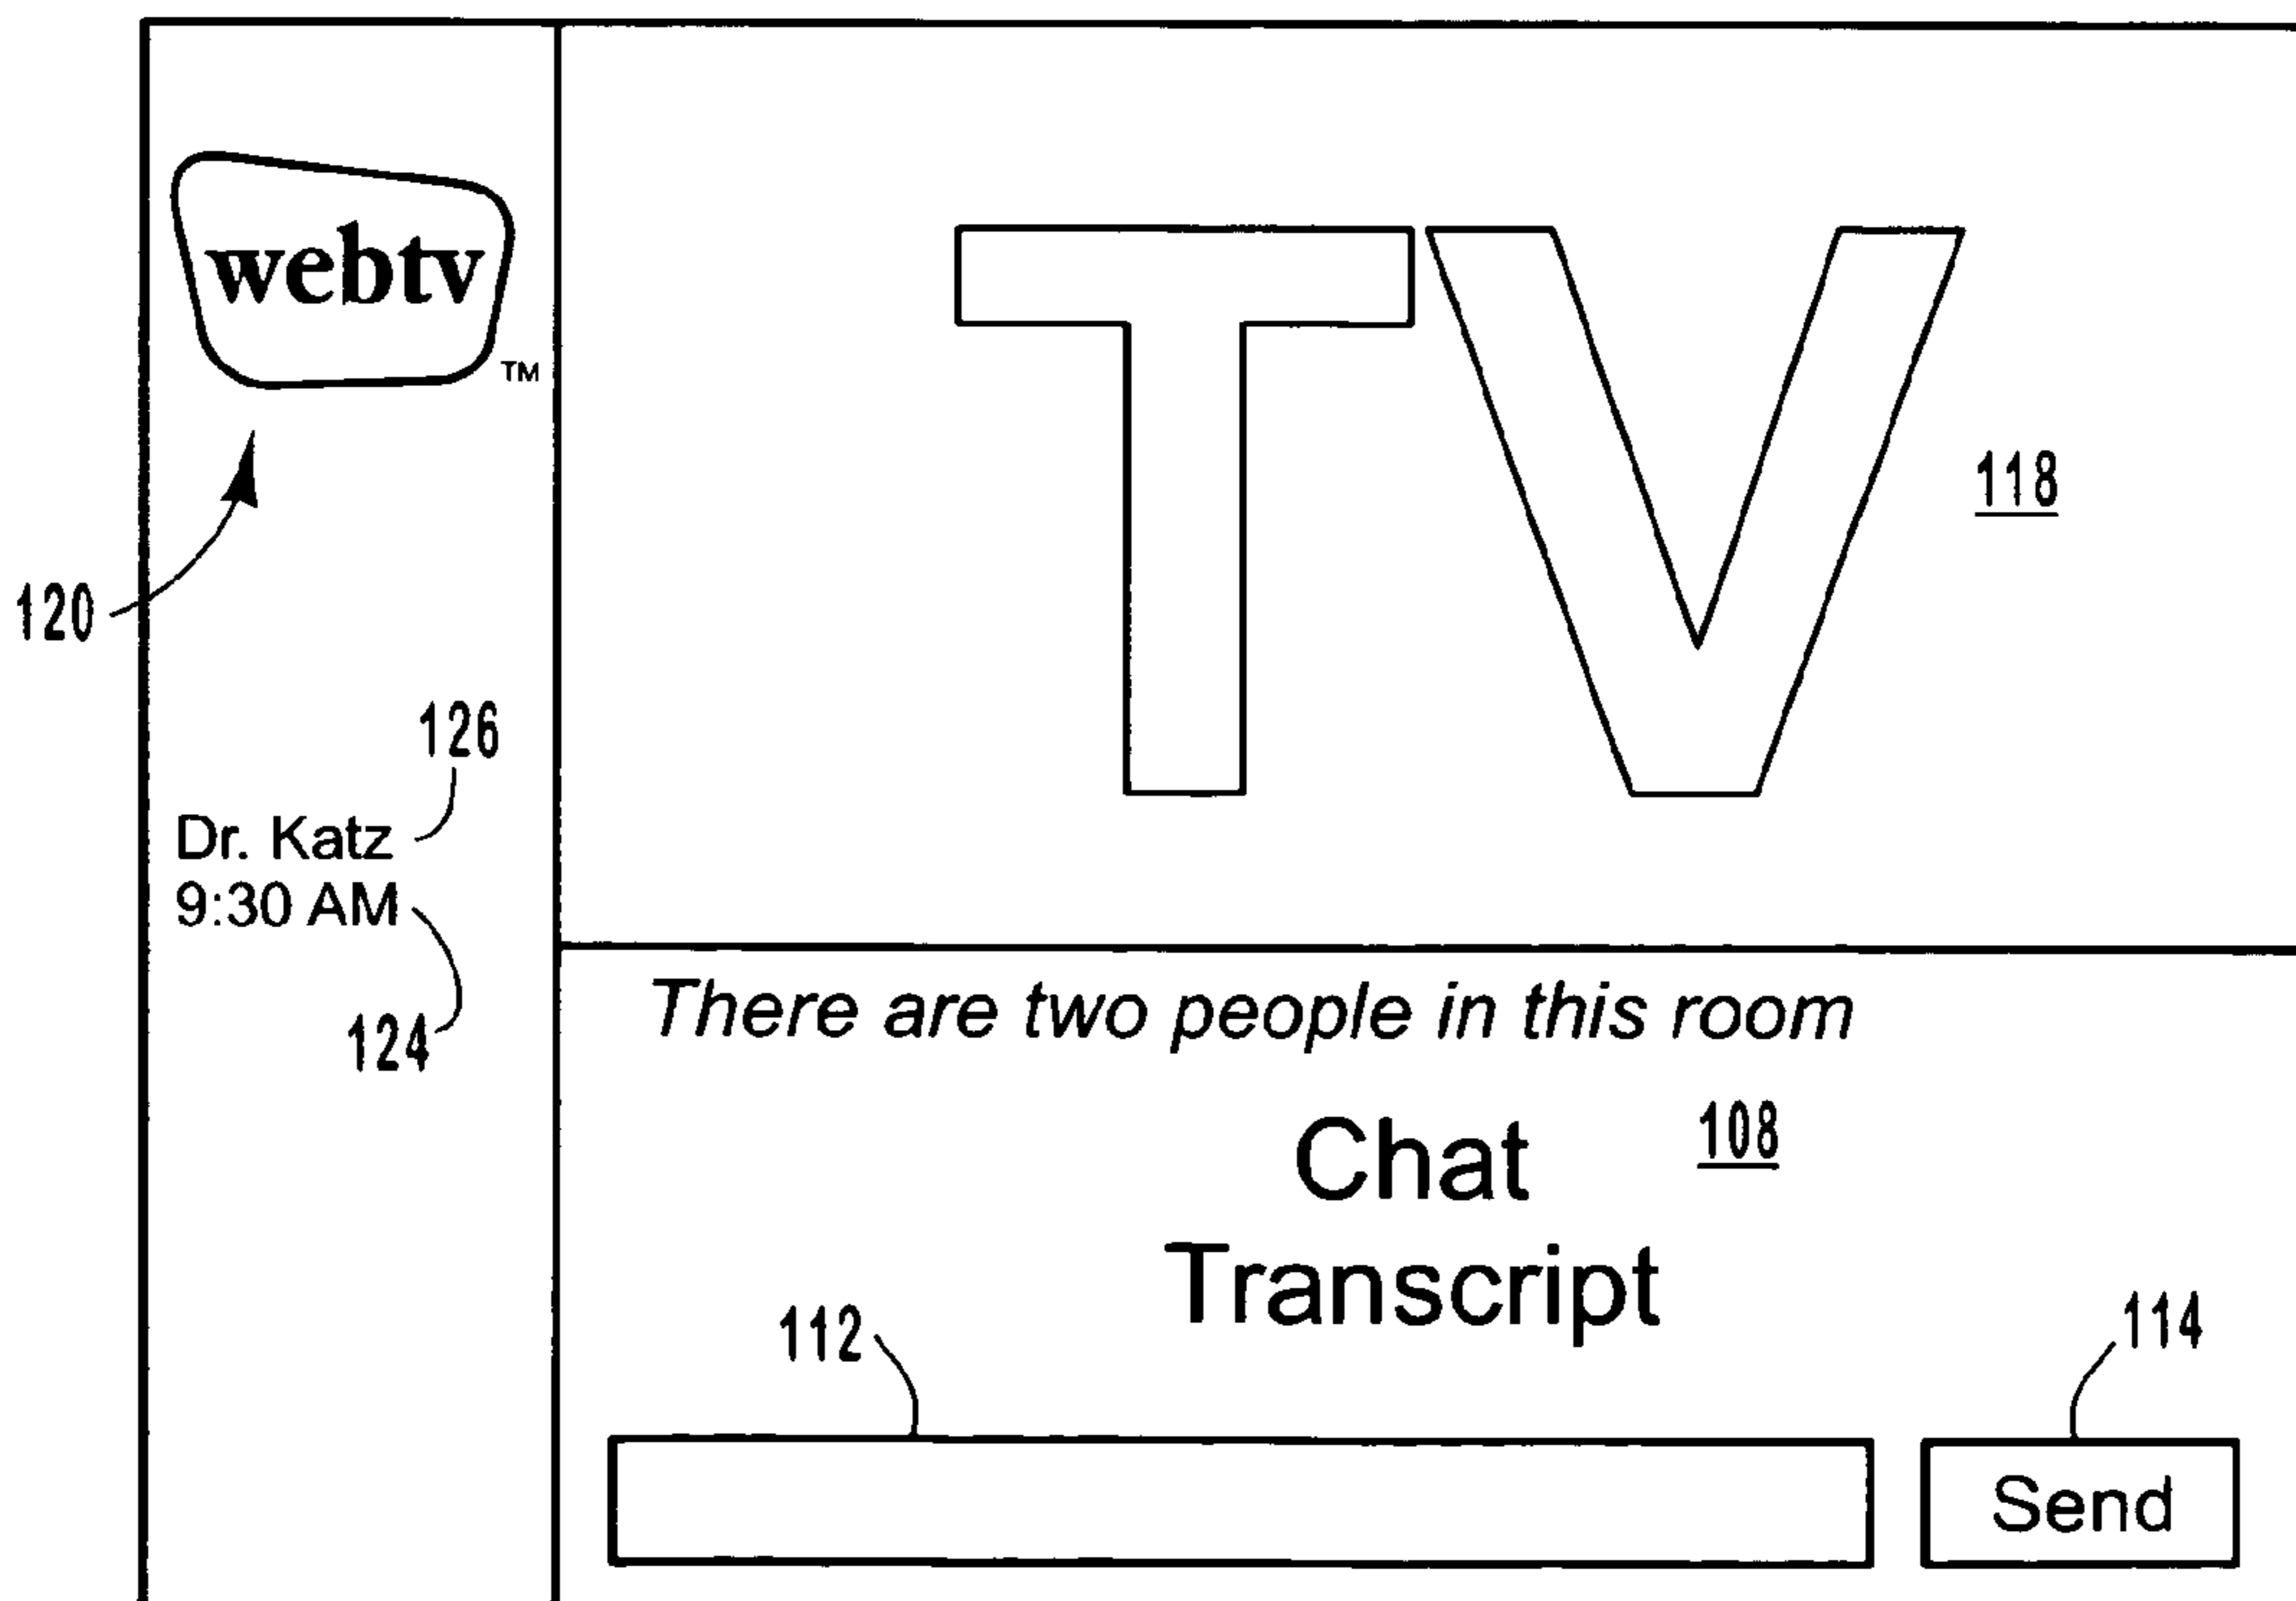 webtv
TM
120
126
Dr. Katz
9:30 AM
124
TV
118
There are two people in this room
108
Chat
Transcript
112
114
Send